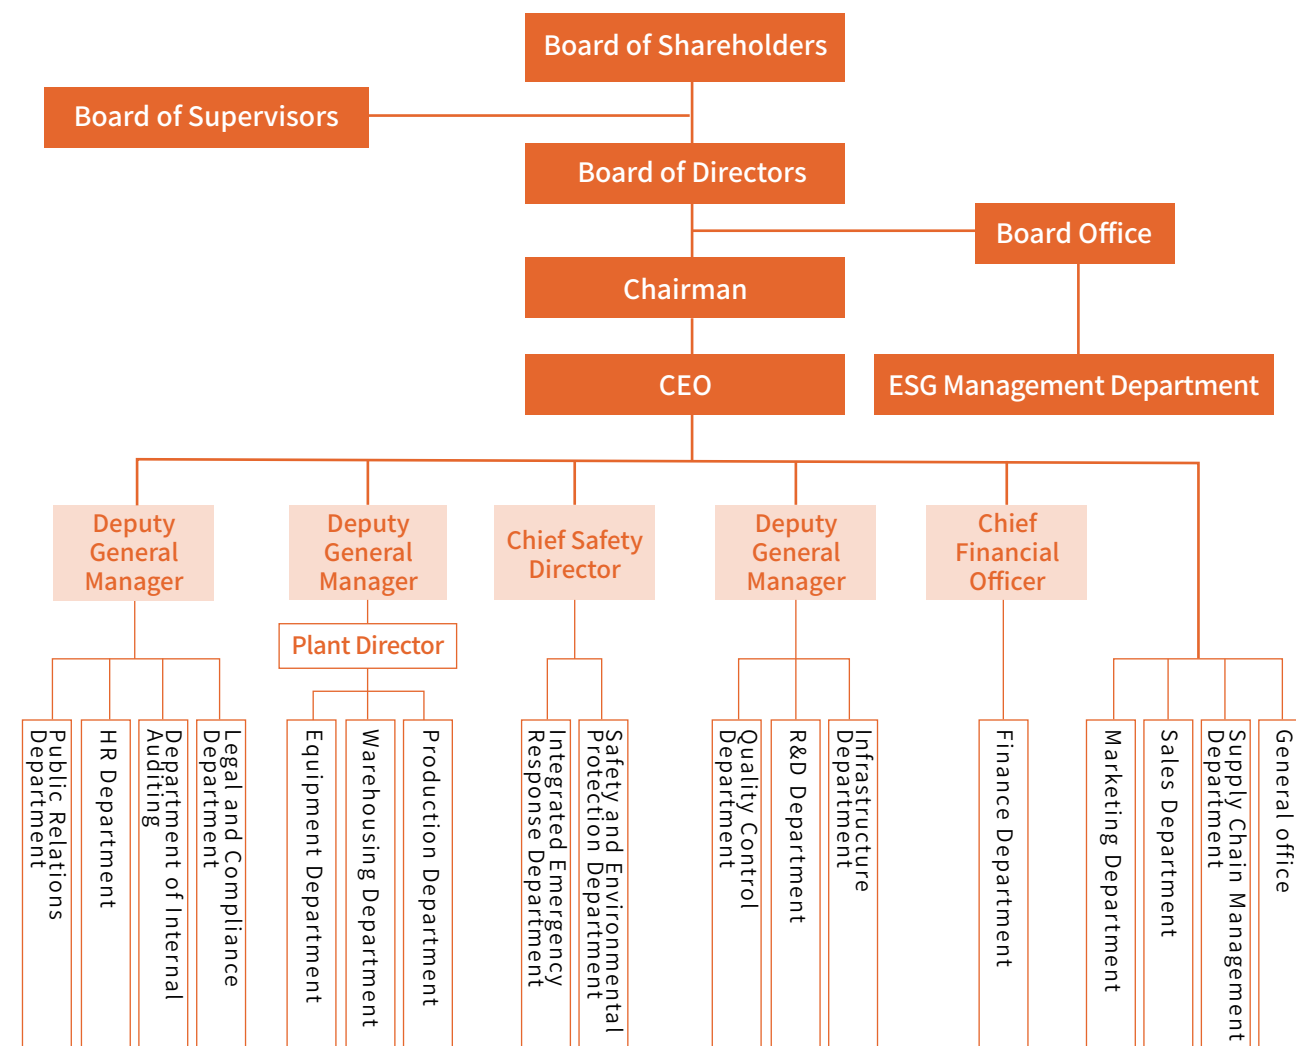 Board of Shareholders
Board of Supervisors
Board of Directors
Board Office
Chairman
CEO
ESG Management Department
Deputy
General
Manager
Deputy
General
Manager
Chief Safety
Director
Deputy
General
Manager
Chief
Financial
Officer
Plant Director
Public Relations
Department
HR Department
Department of Internal
Auditing
Legal and Compliance
Department
Equipment Department
Warehousing Department
Production Department
Integrated Emergency
Response Department
Safety and Environmental
Protection Department
Quality Control
Department
R&D Department
Infrastructure
Department
Finance Department
Marketing Department
Sales Department
Supply Chain Management
Department
General office